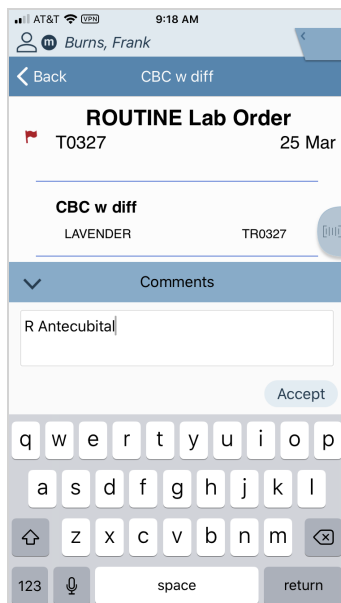 AT&T VPN 9:18 AM
m Burns, Frank
Back CBC w diff
ROUTINE Lab Order
T0327 25 Mar
CBC w diff
LAVENDER TR0327
Comments
R Antecubital
Accept
q w e r t y u i o p
a s d f g h j k l
z x c v b n m
123 space return